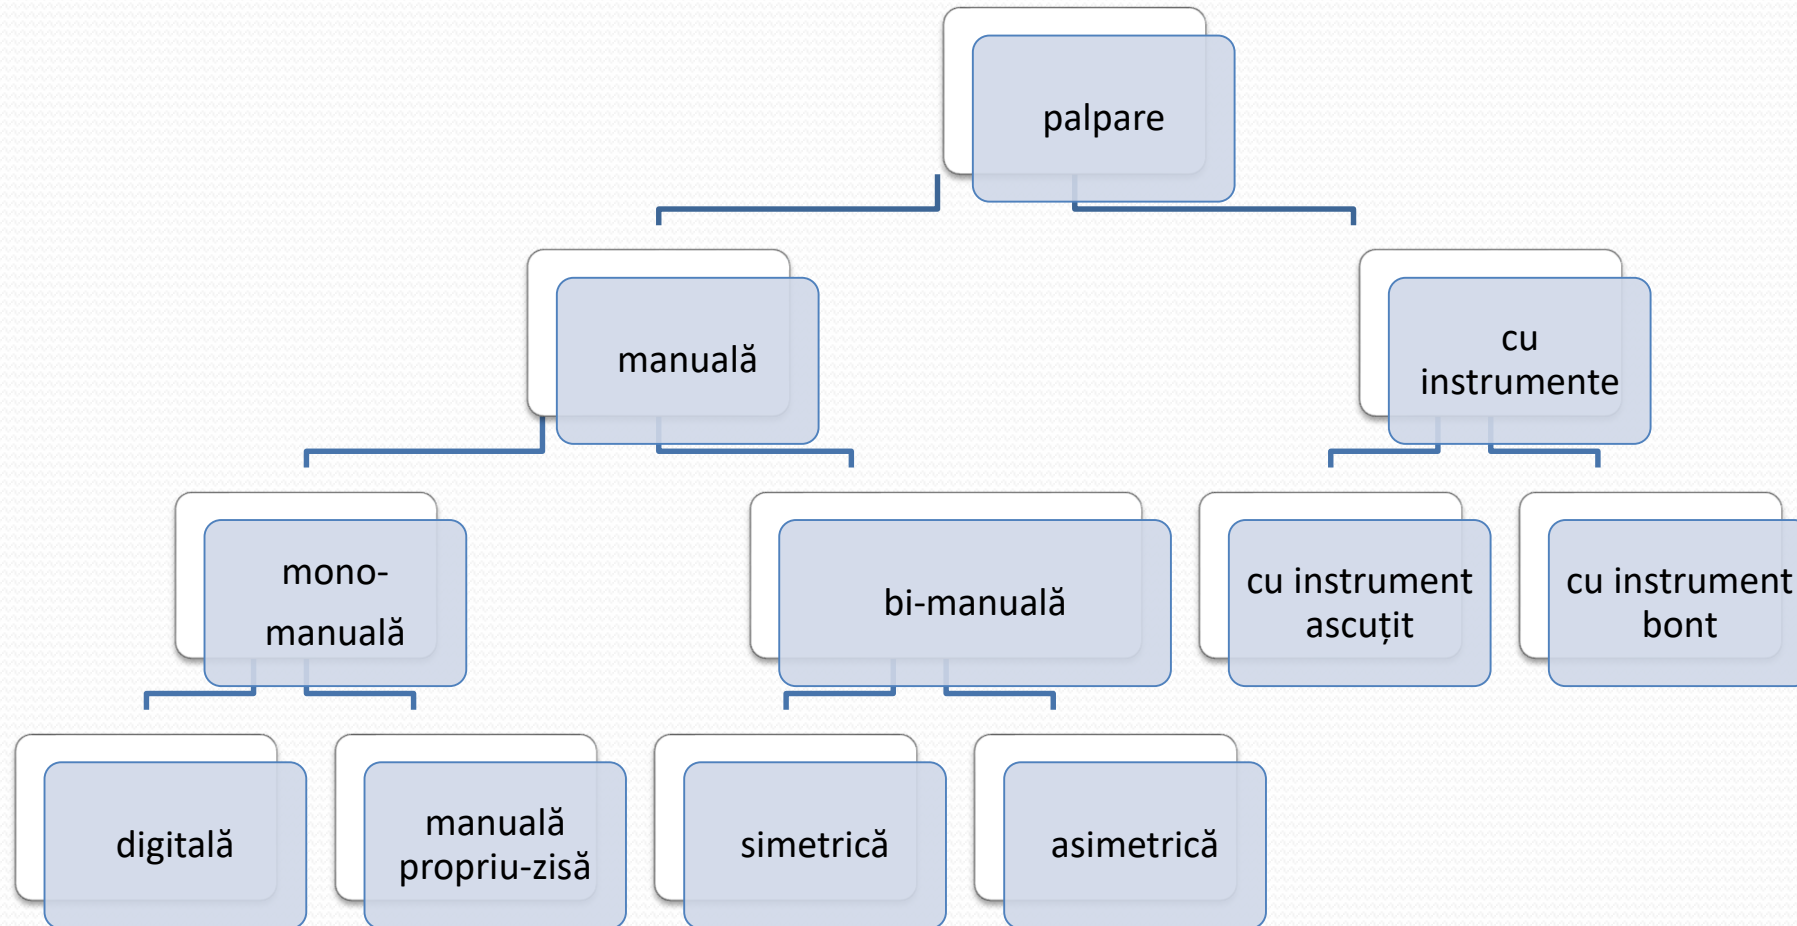 palpare
manuală
cu
instrumente
mono-
manuală
bi-manuală
cu instrument
ascuțit
cu instrument
bont
digitală
manuală
propriu-zisă
simetrică
asimetrică